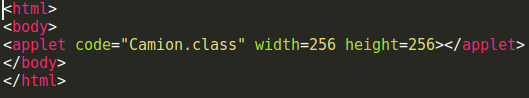 <html>
<body>
<applet code="Camion.class" width=256 height=256></applet>
</body>
</html>